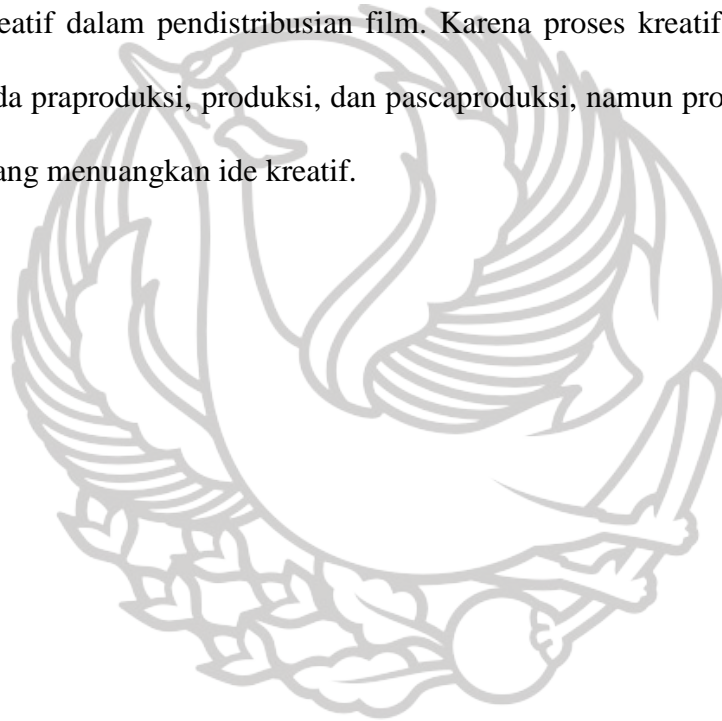 eatif dalam pendistribusian film. Karena proses kreatif
da praproduksi, produksi, dan pascaproduksi, namun pro
ang menuangkan ide kreatif.